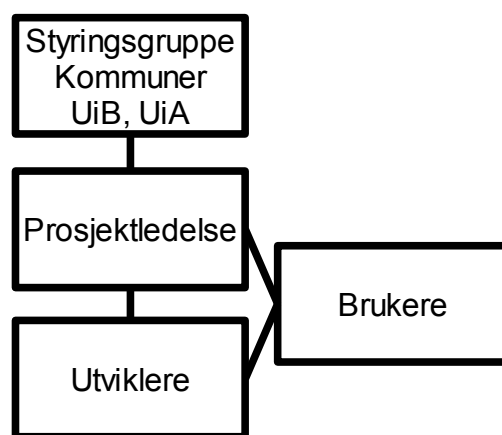 Styringsgruppe
Kommuner
UiB, UiA
Prosjektledelse
Brukere
Utviklere